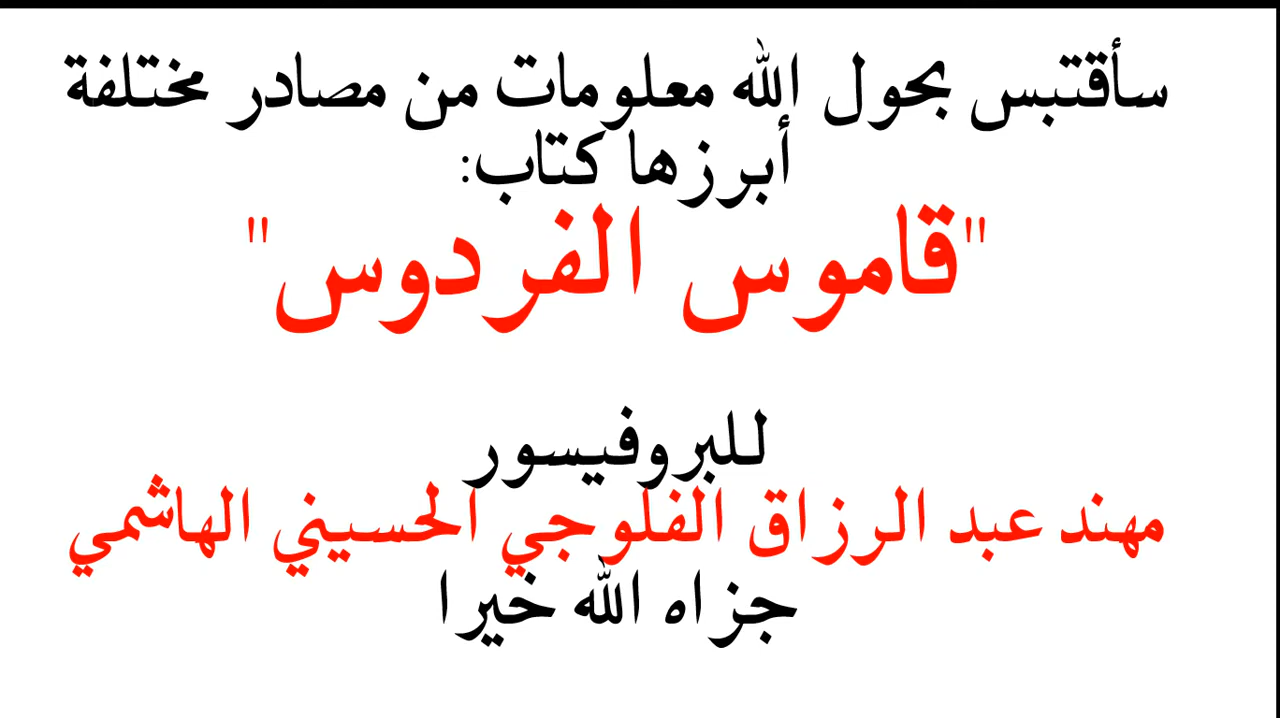 سأقتبس بحول الله معلومات من مصادر مختلفة
أبرزها كتاب:
"قاموس الفردوس"
للبروفيسور
مهند عبد الرزاق الفلوجي الحسيني الهاشمي
جزاه الله خيرا